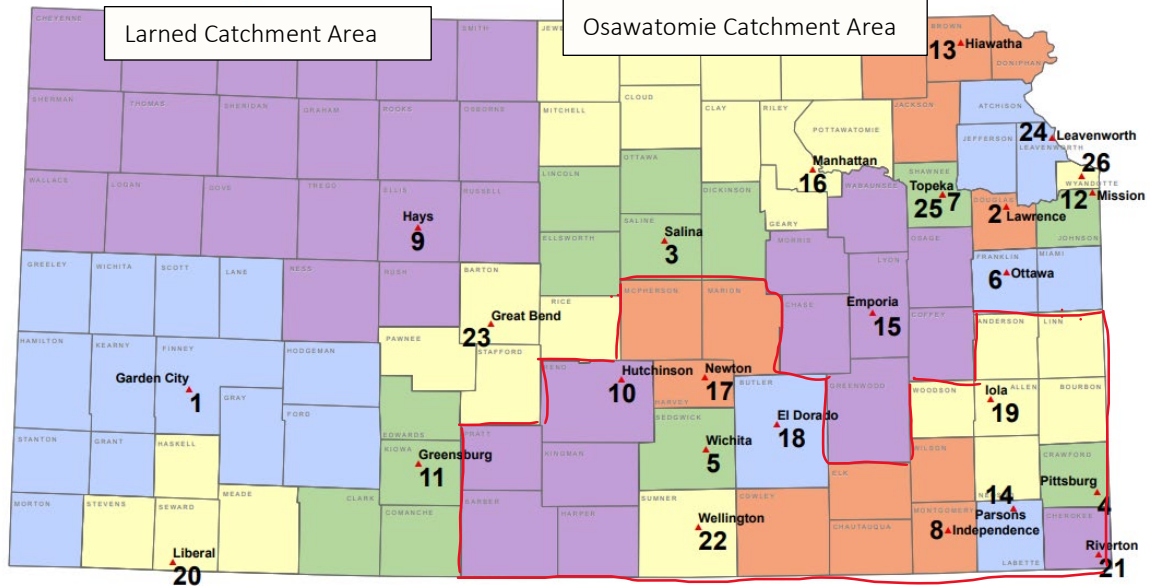 Larned Catchment Area
Osawatomie Catchment Area
CHEYENNE
SMITH
BROWN
13 Hiawatha
DONIPHAN
SHERMAN
THOMAS
SHERIDAN
GRAHAM
ROOKS
OSBORNE
MITCHELL
CLOUD
CLAY
RILEY
POTTAWATOMIE
JACKSON
ATCHISON
JEFFERSON
24 Leavenworth
LEAVENWORTH
OTTAWA
Manhattan
16
26
WYANDOTTE
WALLACE
LOGAN
GOVE
TREGO
ELLIS
RUSSELL
LINCOLN
DICKINSON
WABAUNSEE
SHAWNEE
Topeka
25 7
DOUGLAS
2 Lawrence
12 Mission
JOHNSON
Hays
9
ELLSWORTH
SALINE
Salina
3
GEARY
MORRIS
LYON
OSAGE
FRANKLIN
MIAMI
6 Ottawa
GREELEY
WICHITA
SCOTT
LANE
NESS
RUSH
BARTON
RICE
MCPHERSON
MARION
CHASE
Emporia
15
COFFEY
ANDERSON
LINN
Great Bend
23
PAWNEE
STAFFORD
HAMILTON
KEARNY
FINNEY
HODGEMAN
Garden City
1
GRAY
FORD
RENO
Hutchinson
10
Newton
17
HARVEY
BUTLER
GREENWOOD
WOODSON
Iola
ALLEN
19
BOURBON
El Dorado
18
STANTON
GRANT
HASKELL
EDWARDS
KIOWA
Greensburg
11
PRATT
KINGMAN
SEDGWICK
Wichita
5
WILSON
CRAWFORD
Pittsburg
4
ELK
MORTON
STEVENS
SEWARD
MEADE
CLARK
COMANCHE
BARBER
HARPER
SUMNER
Wellington
22
COWLEY
CHAUTAUQUA
MONTGOMERY
8 Independence
14
Parsons
LABETTE
CHEROKEE
Riverton
21
Liberal
20